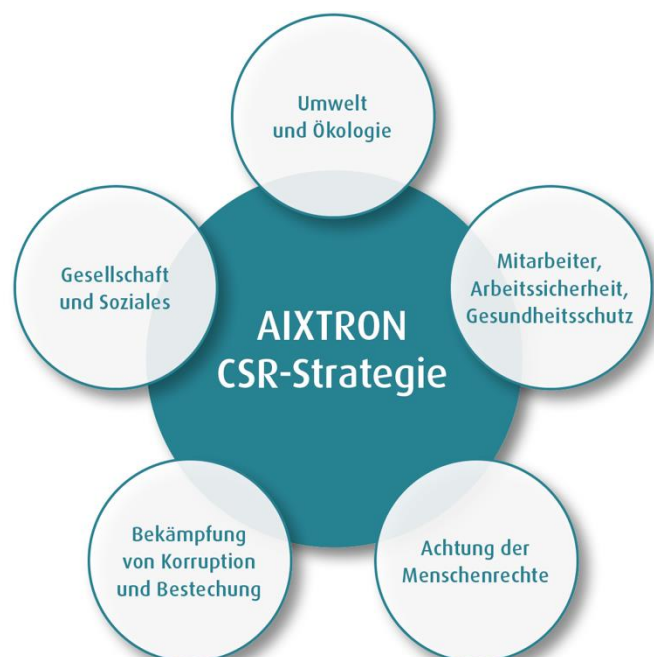 Umwelt
und Ökologie
Gesellschaft
und Soziales
Mitarbeiter,
Arbeitssicherheit,
Gesundheitsschutz
AIXTRON
CSR-Strategie
Bekämpfung
von Korruption
und Bestechung
Achtung der
Menschenrechte